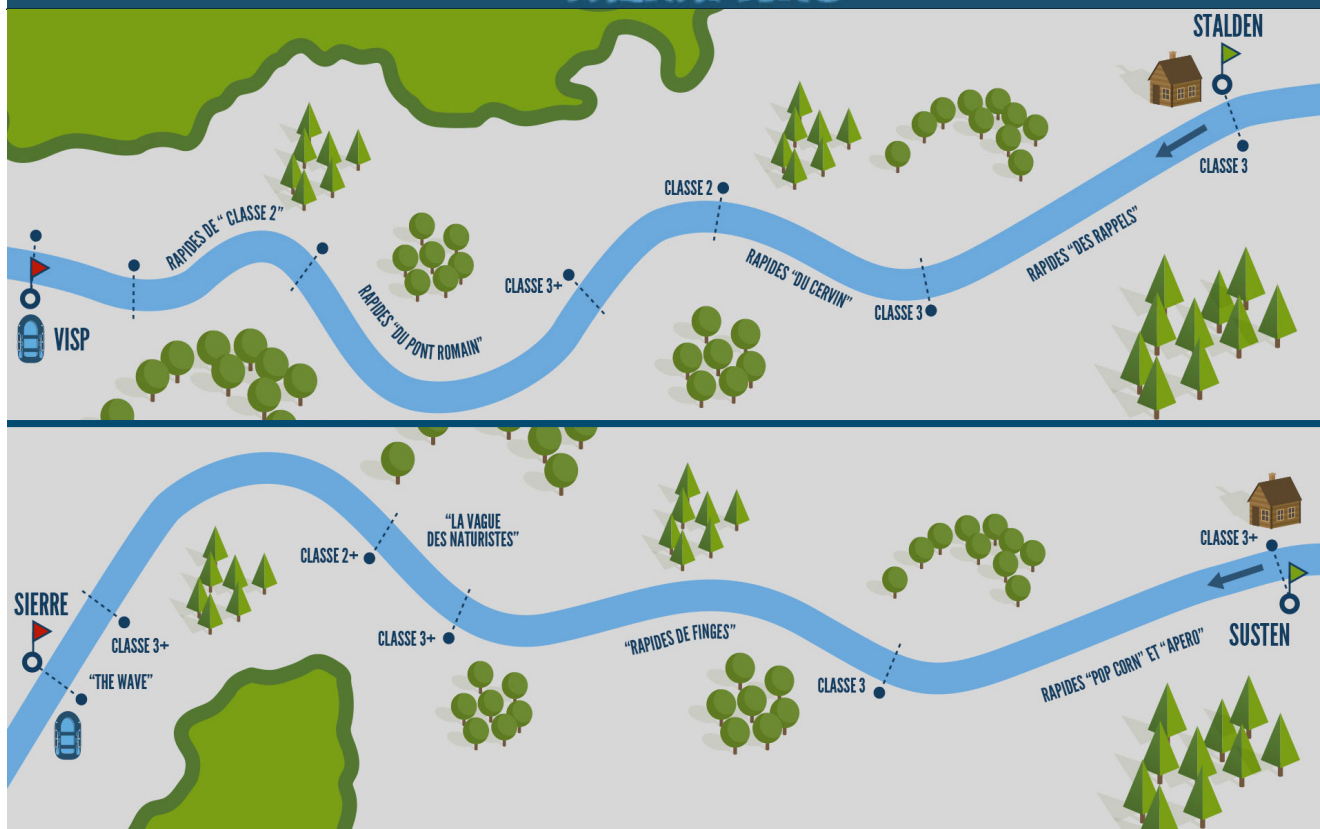 STALDEN
CLASSE 3
CLASSE 2
RAPIDES "DES RAPPELS"
RAPIDES DE " CLASSE 2"
RAPIDES "DU CERVIN"
CLASSE 3+
CLASSE 3
RAPIDES "DU PONT ROMAIN"
VISP
"LA VAGUE
DES NATURISTES"
CLASSE 2+
CLASSE 3+
SIERRE
CLASSE 3+
CLASSE 3+
"RAPIDES DE FINGES"
SUSTEN
RAPIDES "POP CORN" ET "APERO"
"THE WAVE"
CLASSE 3